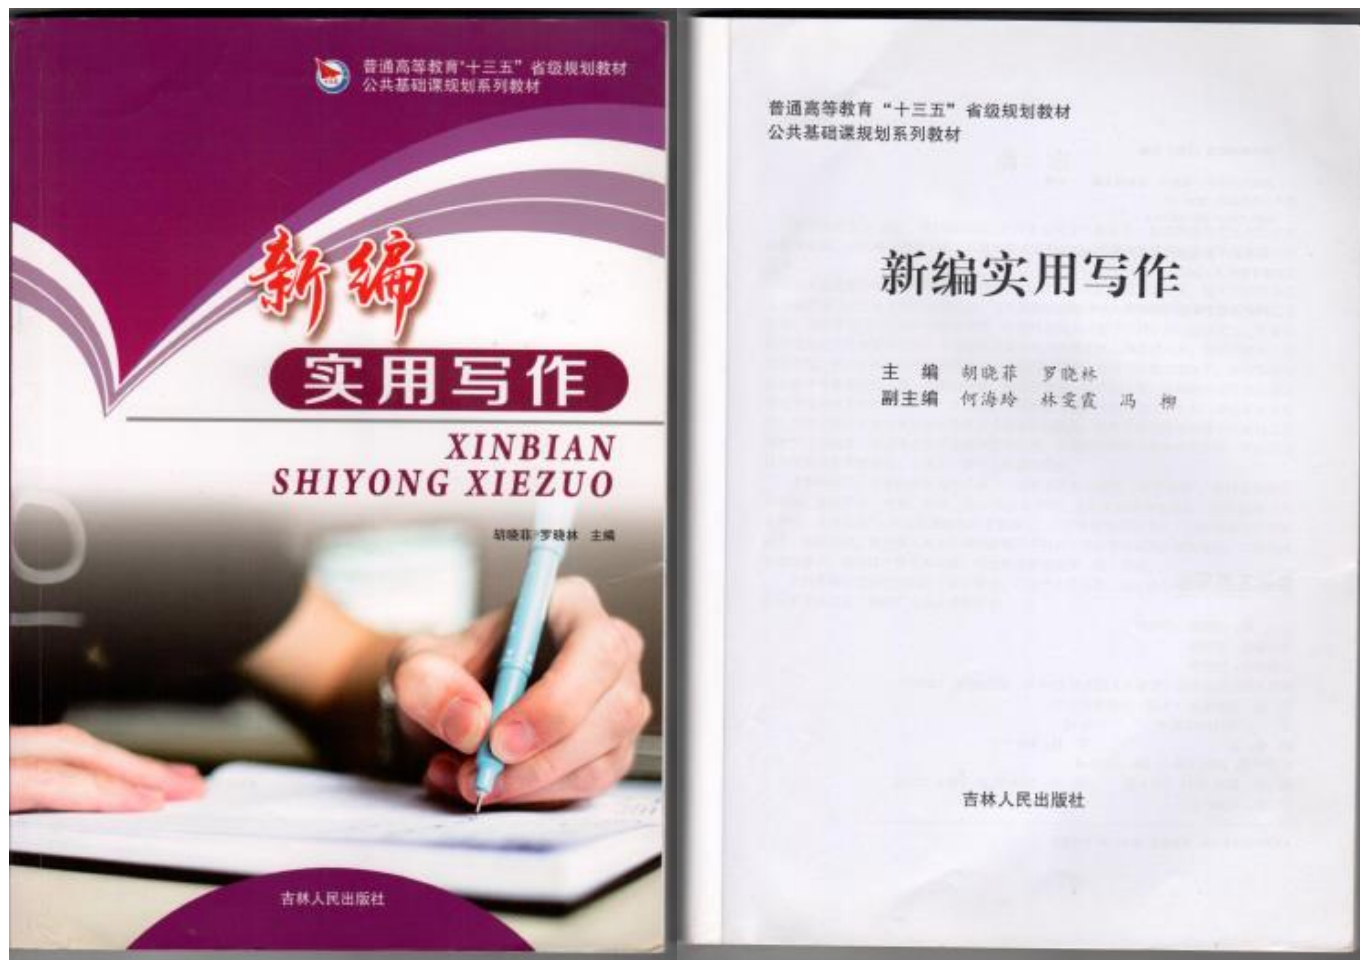 普通高等教育“十三五”省级规划教材
公共基础课规划系列教材
新编
实用写作
XINBIAN
SHIYONG XIEZUO
胡晓菲 罗晓林 主编
吉林人民出版社
普通高等教育“十三五”省级规划教材
公共基础课规划系列教材
新编实用写作
主 编 胡晓菲 罗晓林
副主编 何海玲 林雯霞 冯 柳
吉林人民出版社